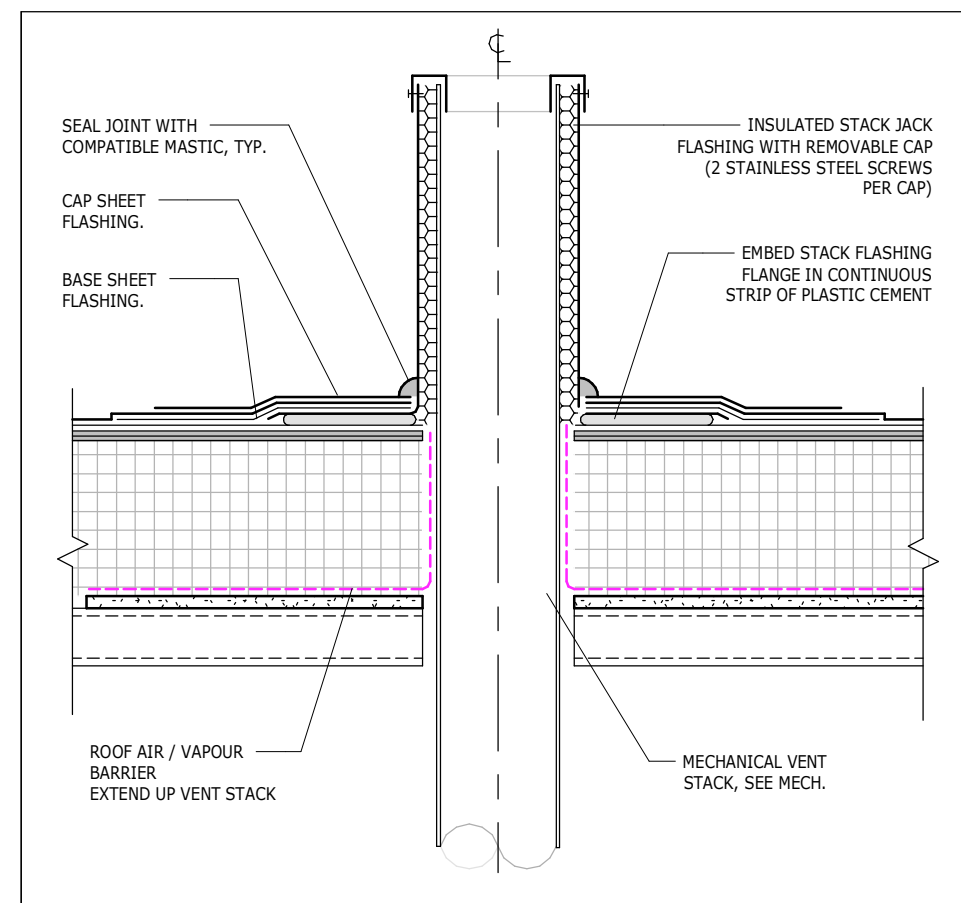 ℄
SEAL JOINT WITH
COMPATIBLE MASTIC, TYP.
CAP SHEET
FLASHING.
BASE SHEET
FLASHING.
INSULATED STACK JACK
FLASHING WITH REMOVABLE CAP
(2 STAINLESS STEEL SCREWS
PER CAP)
EMBED STACK FLASHING
FLANGE IN CONTINUOUS
STRIP OF PLASTIC CEMENT
ROOF AIR / VAPOUR
BARRIER
EXTEND UP VENT STACK
MECHANICAL VENT
STACK, SEE MECH.